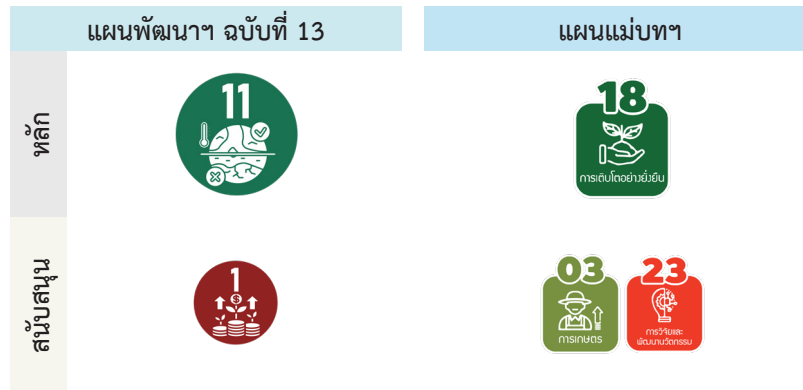 แผนพัฒนาฯ ฉบับที่ 13
แผนแม่บทฯ
หลัก
11
18
การเติบโตอย่างยั่งยืน
สนับสนุน
1
$
03
การเกษตร
23
การวิจัยและ
พัฒนานวัตกรรม